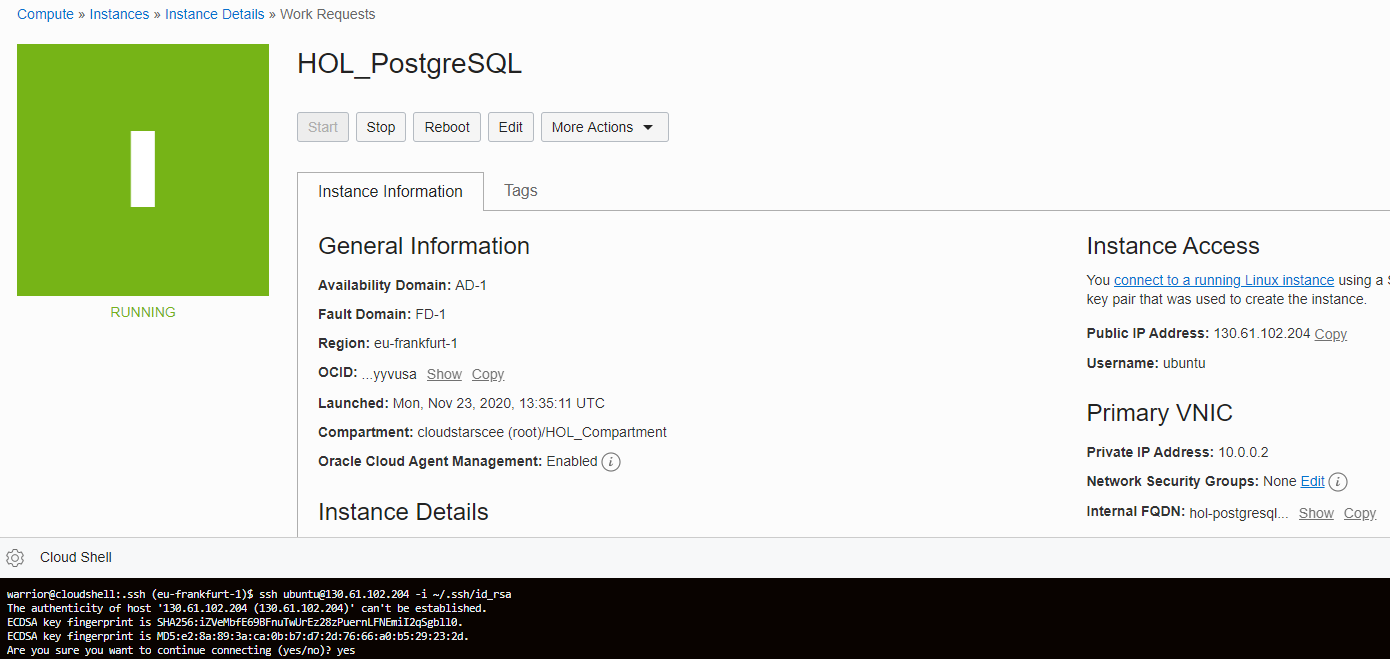 Compute » Instances » Instance Details » Work Requests
HOL_PostgreSQL
Start Stop Reboot Edit More Actions
RUNNING
Instance Information Tags
General Information
Availability Domain: AD-1
Fault Domain: FD-1
Region: eu-frankfurt-1
OCID: ...yyvusa Show Copy
Launched: Mon, Nov 23, 2020, 13:35:11 UTC
Compartment: cloudstarscee (root)/HOL_Compartment
Oracle Cloud Agent Management: Enabled i
Instance Details
Instance Access
You connect to a running Linux instance using a S
key pair that was used to create the instance.
Public IP Address: 130.61.102.204 Copy
Username: ubuntu
Primary VNIC
Private IP Address: 10.0.0.2
Network Security Groups: None Edit i
Internal FQDN: hol-postgresql... Show Copy
Cloud Shell
warrior@cloudshell:.ssh (eu-frankfurt-1)$ ssh ubuntu@130.61.102.204 -i ~/.ssh/id_rsa
The authenticity of host '130.61.102.204 (130.61.102.204)' can't be established.
ECDSA key fingerprint is SHA256:iZVeMbfE69BFnuTwUrEz28zPuernLFNEmiI2qSgbll0.
ECDSA key fingerprint is MD5:e2:8a:89:3a:ca:0b:b7:d7:2d:76:66:a0:b5:29:23:2d.
Are you sure you want to continue connecting (yes/no)? yes